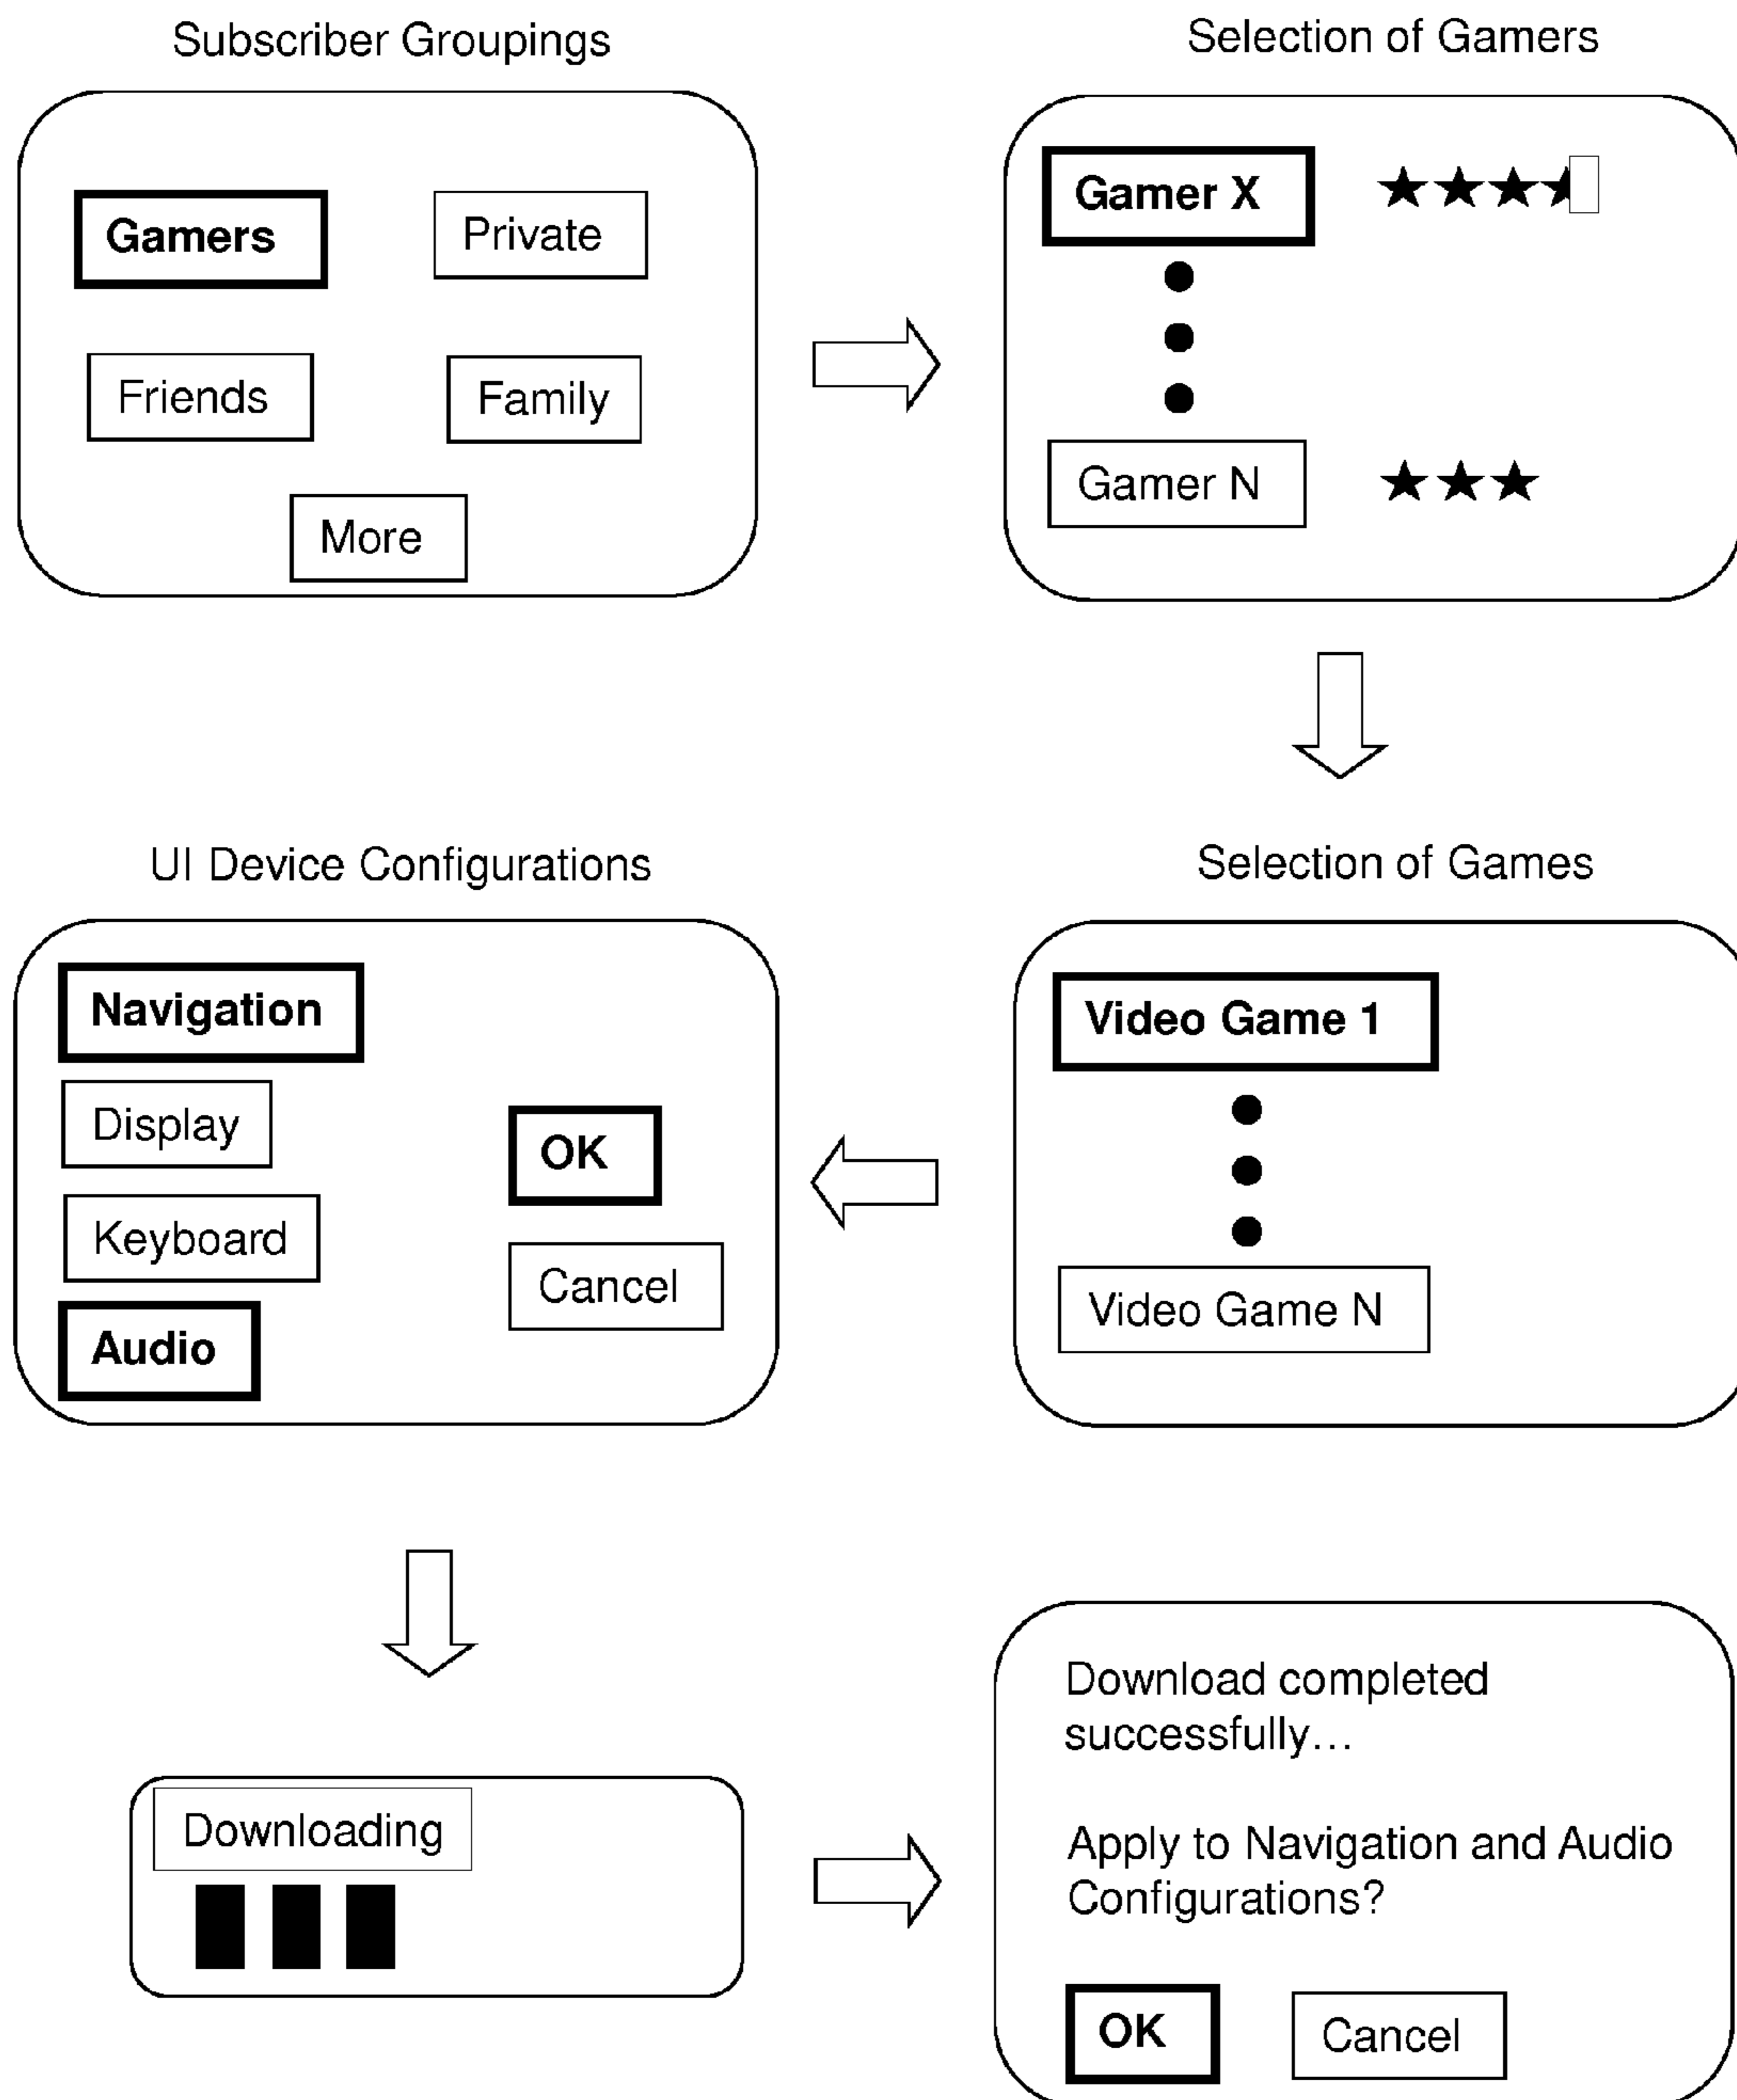 Subscriber Groupings
Gamers
Private
Friends
Family
More
Selection of Gamers
Gamer X
Gamer N
Selection of Games
Video Game 1
Video Game N
UI Device Configurations
Navigation
Display
Keyboard
Audio
OK
Cancel
Downloading
Download completed
successfully...
Apply to Navigation and Audio
Configurations?
OK
Cancel